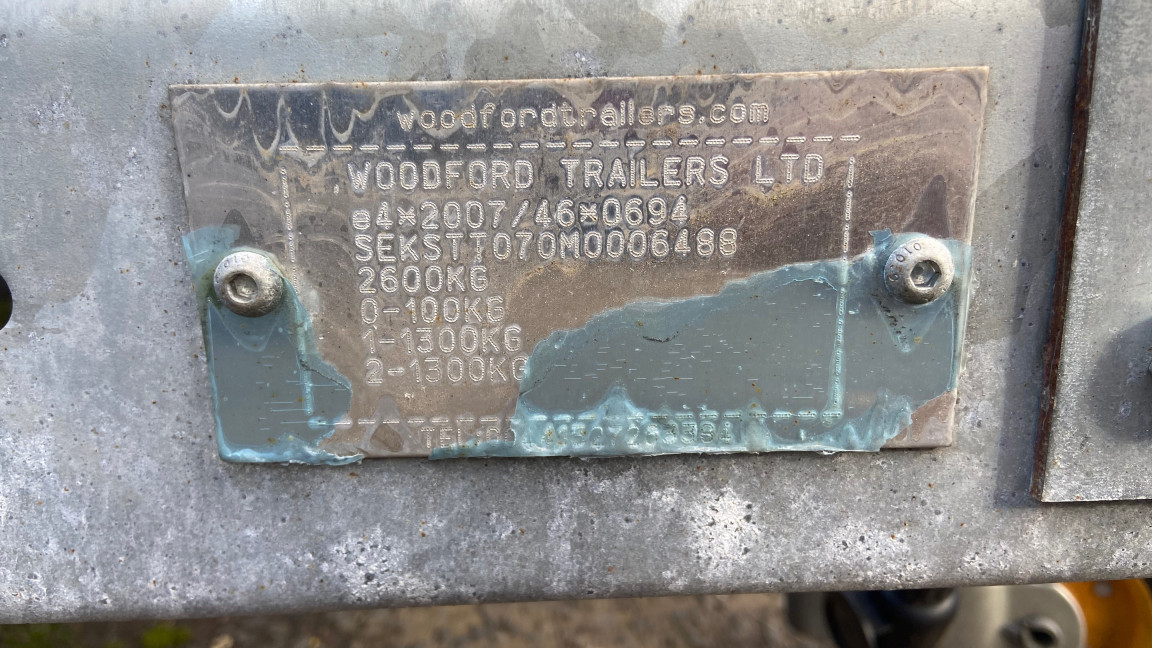 woodfordtrailers.com
WOODFORD TRAILERS LTD
e4*2007/46*0694
SEKSTT070M0006488
2600KG
0-100KG
1-1300KG
2-1300KG